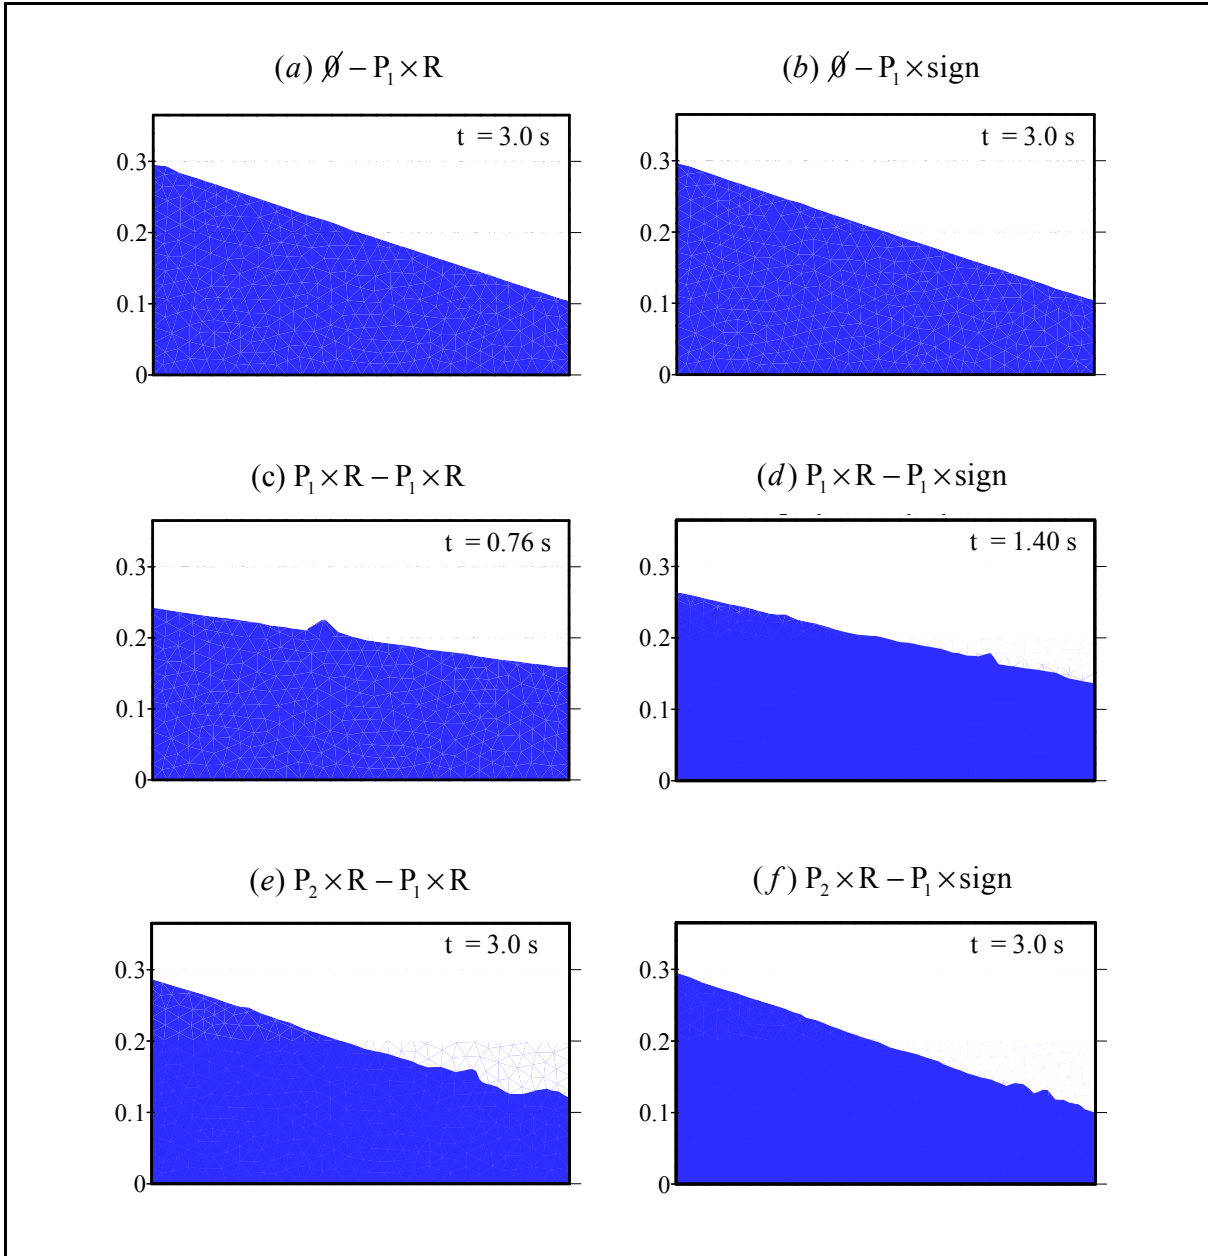 (a) ∅ − P₁ × R
(b) ∅ − P₁ × sign
t = 3.0 s
0.3
0.2
0.1
0
t = 3.0 s
0.3
0.2
0.1
0
(c) P₁ × R − P₁ × R
(d) P₁ × R − P₁ × sign
t = 0.76 s
0.3
0.2
0.1
0
t = 1.40 s
0.3
0.2
0.1
0
(e) P₂ × R − P₁ × R
(f) P₂ × R − P₁ × sign
t = 3.0 s
0.3
0.2
0.1
0
t = 3.0 s
0.3
0.2
0.1
0